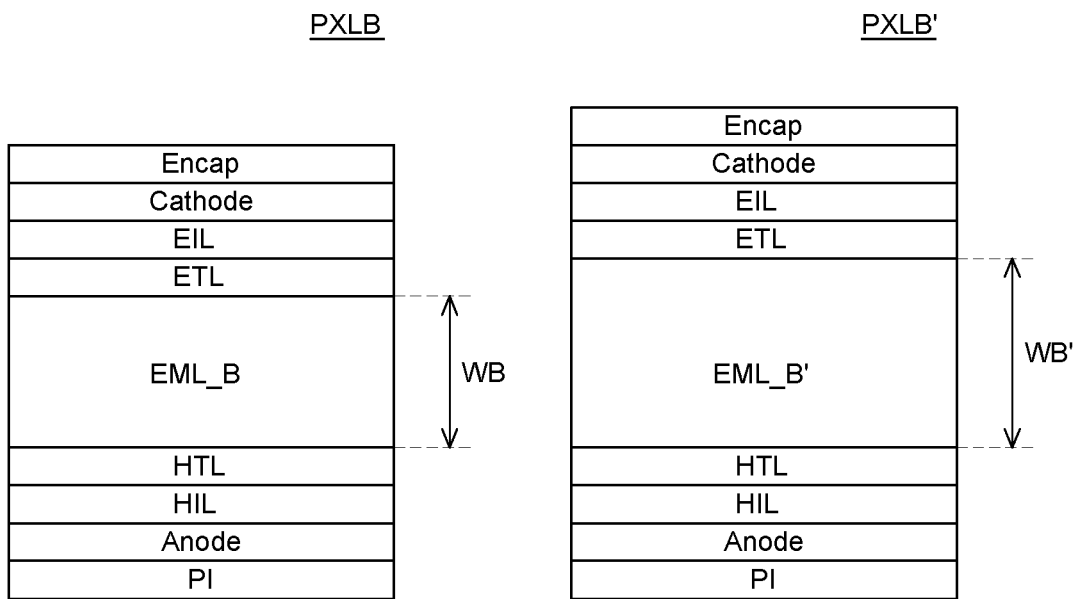 PXLB
Encap
Cathode
EIL
ETL
EML_B
WB
HTL
HIL
Anode
PI
PXLB'
Encap
Cathode
EIL
ETL
EML_B'
WB'
HTL
HIL
Anode
PI